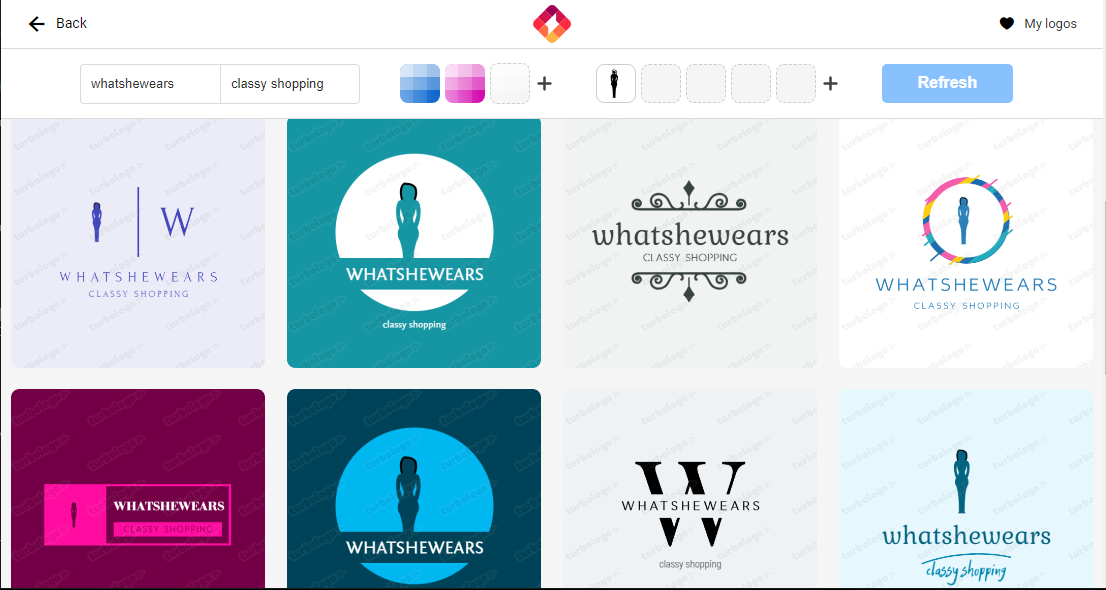 Back
My logos
whatshewears
classy shopping
Refresh
W
WHATSHEWEARS
CLASSY SHOPPING
WHATSHEWEARS
classy shopping
whatshewears
CLASSY SHOPPING
WHATSHEWEARS
CLASSY SHOPPING
WHATSHEWEARS
CLASSY SHOPPING
WHATSHEWEARS
W
WHATSHEWEARS
classy shopping
whatshewears
classy shopping
turbologo